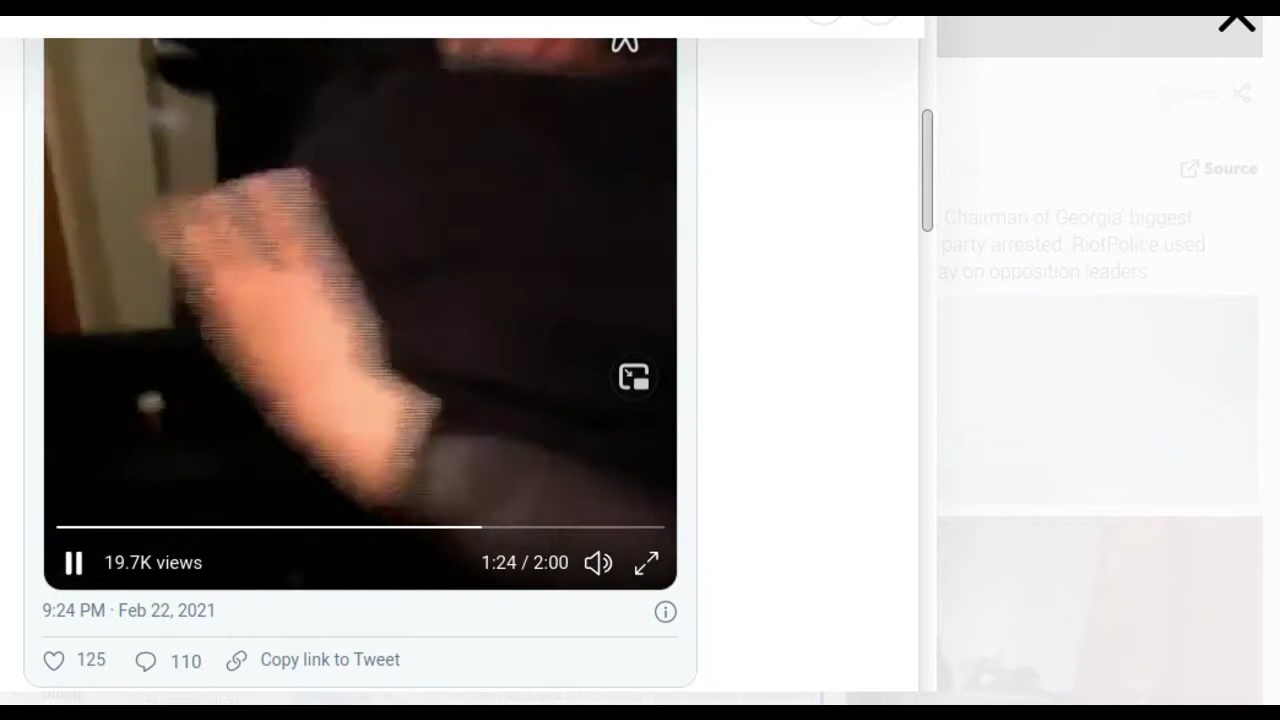 Source
Chairman of Georgia' biggest
party arrested. RiotPolice used
ay on opposition leaders
19.7K views
1:24 / 2:00
9:24 PM · Feb 22, 2021
125
110
Copy link to Tweet